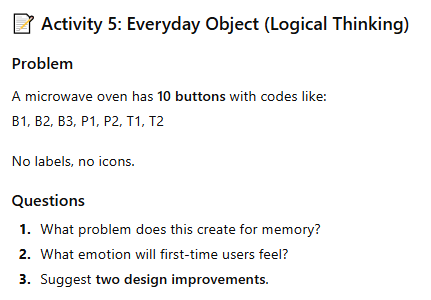 📝 Activity 5: Everyday Object (Logical Thinking)
Problem
A microwave oven has 10 buttons with codes like:
B1, B2, B3, P1, P2, T1, T2
No labels, no icons.
Questions
1. What problem does this create for memory?
2. What emotion will first-time users feel?
3. Suggest two design improvements.